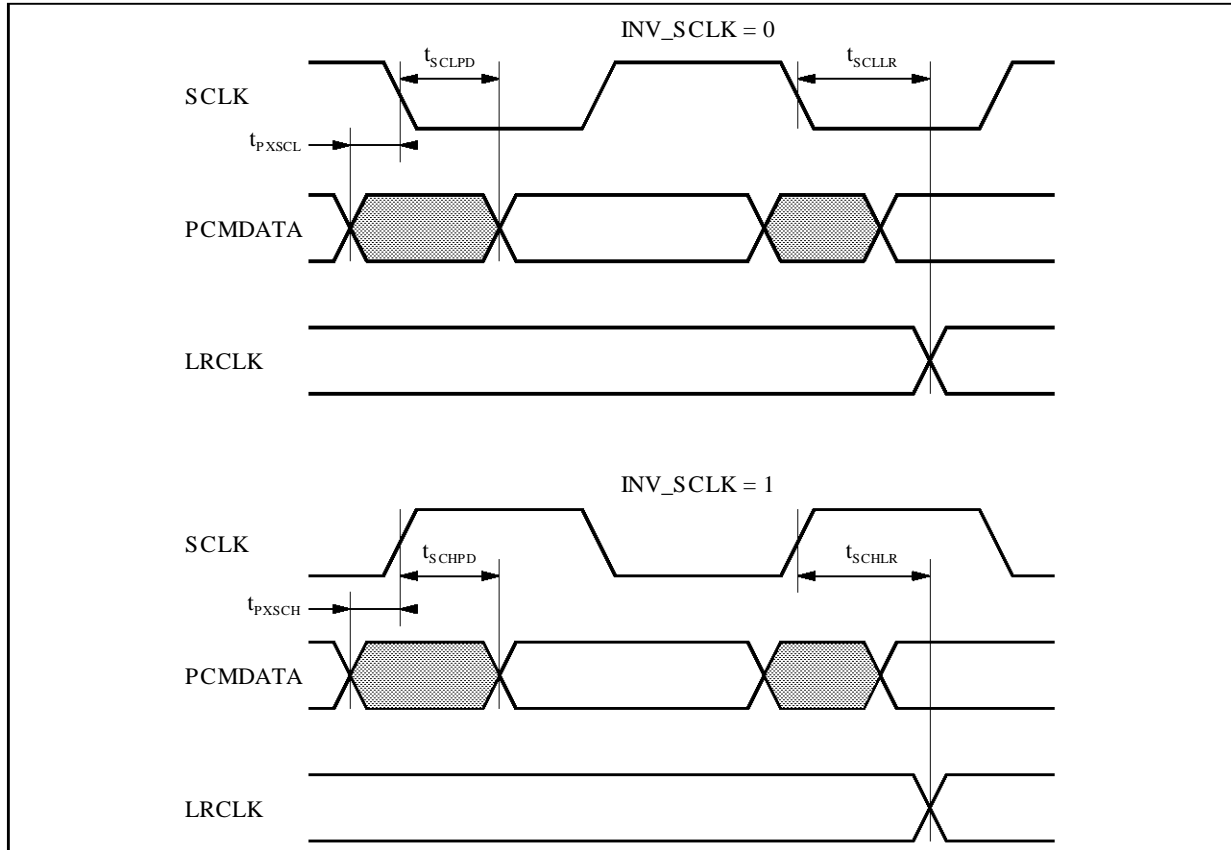 INV_SCLK = 0
tSCLPD
tSCLLR
SCLK
tPXSCL
PCMDATA
LRCLK
INV_SCLK = 1
SCLK
tSCHPD
tSCHLR
tPXSCH
PCMDATA
LRCLK